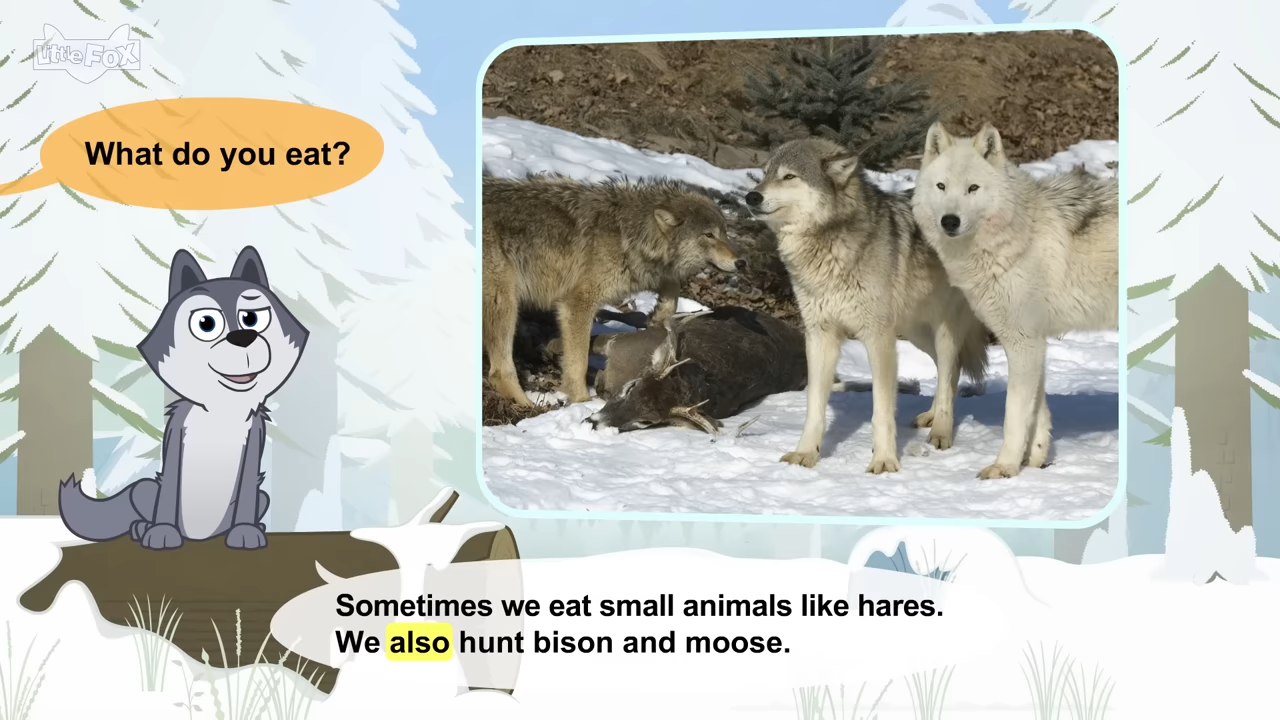 Little Fox
What do you eat?
Sometimes we eat small animals like hares.
We also hunt bison and moose.